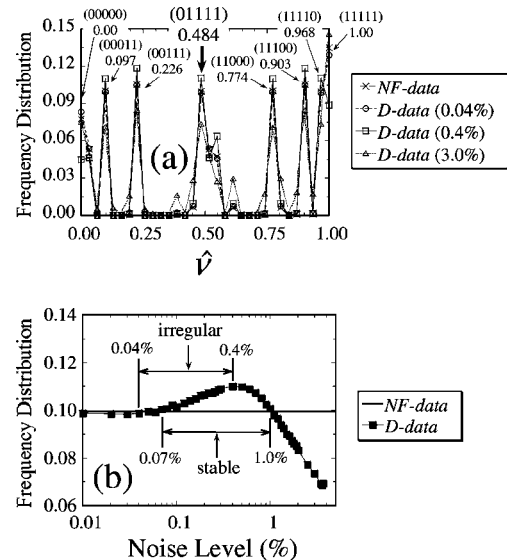 (01111)
0.484
(00000)
0.00
(00011)
0.097
(00111)
0.226
(11000)
0.774
(11100)
0.903
(11110)
0.968
(11111)
1.00
Frequency Distribution
0.15
0.12
0.09
0.06
0.03
0.00
(a)
0.00 0.25 0.50 0.75 1.00
ν̂
NF-data
D-data (0.04%)
D-data (0.4%)
D-data (3.0%)
Frequency Distribution
0.14
0.12
0.10
0.08
0.06
irregular
0.04% 0.4%
0.07% 1.0%
stable
(b)
0.01 0.1 1
Noise Level (%)
NF-data
D-data